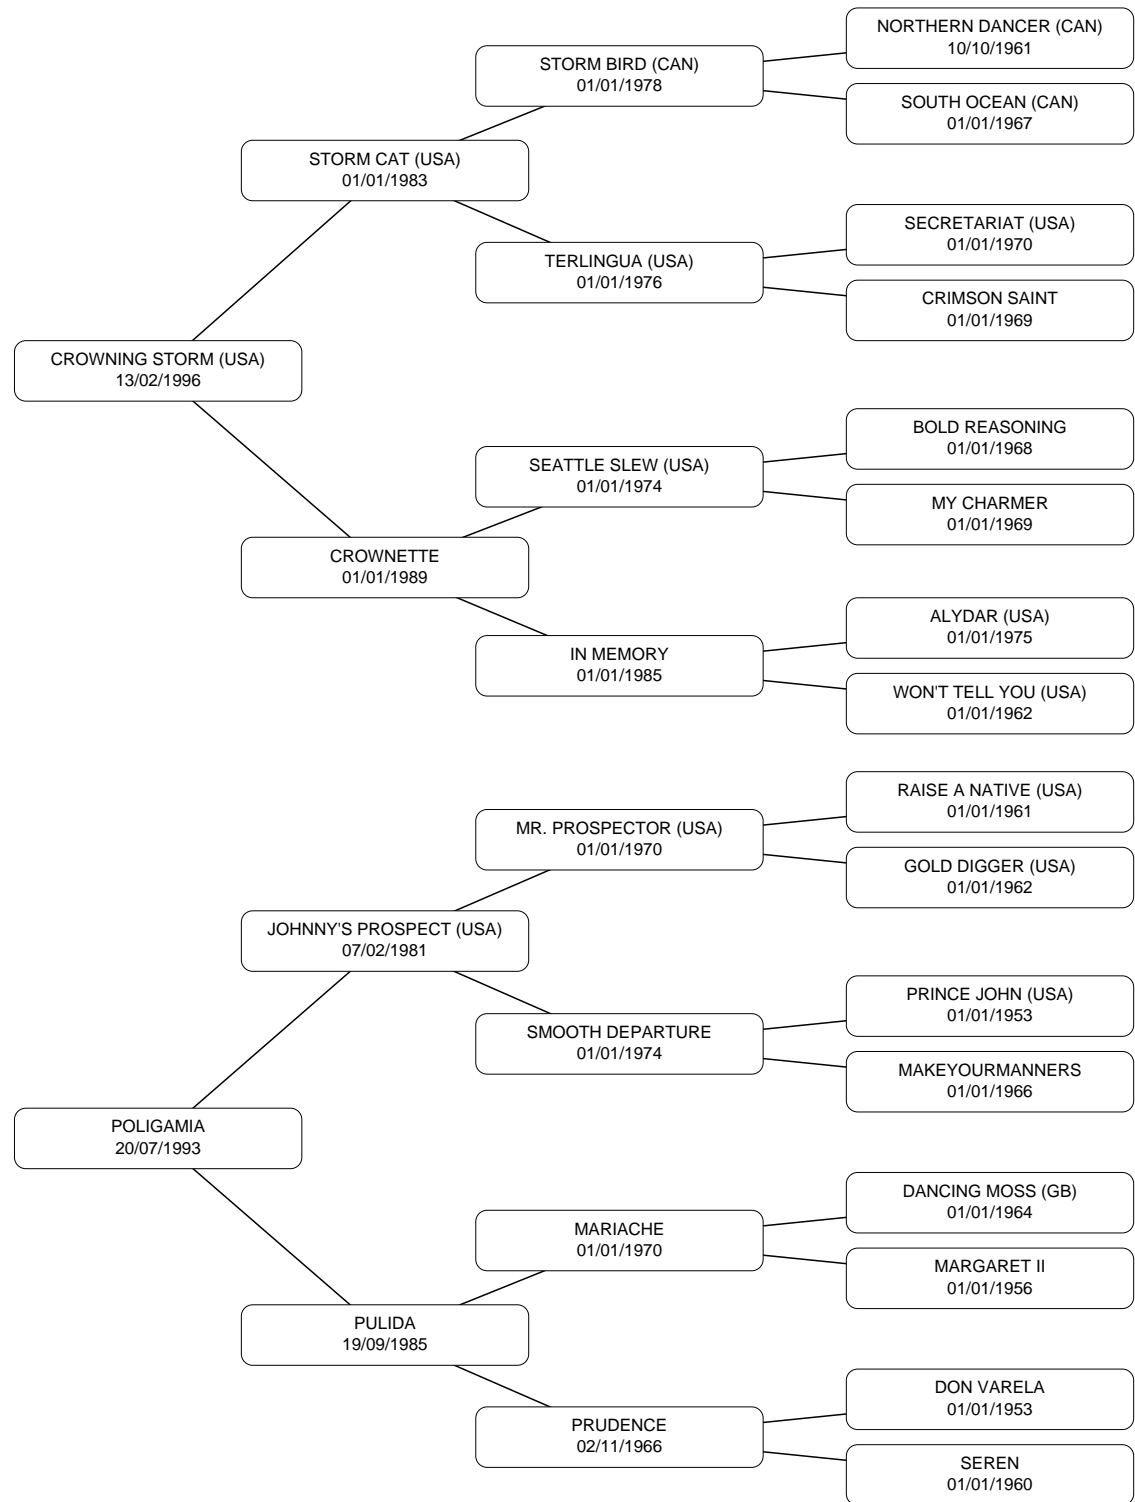 NORTHERN DANCER (CAN)
10/10/1961
STORM BIRD (CAN)
01/01/1978
SOUTH OCEAN (CAN)
01/01/1967
STORM CAT (USA)
01/01/1983
SECRETARIAT (USA)
01/01/1970
TERLINGUA (USA)
01/01/1976
CRIMSON SAINT
01/01/1969
CROWNING STORM (USA)
13/02/1996
BOLD REASONING
01/01/1968
SEATTLE SLEW (USA)
01/01/1974
MY CHARMER
01/01/1969
CROWNETTE
01/01/1989
ALYDAR (USA)
01/01/1975
IN MEMORY
01/01/1985
WON'T TELL YOU (USA)
01/01/1962
RAISE A NATIVE (USA)
01/01/1961
MR. PROSPECTOR (USA)
01/01/1970
GOLD DIGGER (USA)
01/01/1962
JOHNNY'S PROSPECT (USA)
07/02/1981
PRINCE JOHN (USA)
01/01/1953
SMOOTH DEPARTURE
01/01/1974
MAKEYOURMANNERS
01/01/1966
POLIGAMIA
20/07/1993
DANCING MOSS (GB)
01/01/1964
MARIACHE
01/01/1970
MARGARET II
01/01/1956
PULIDA
19/09/1985
DON VARELA
01/01/1953
PRUDENCE
02/11/1966
SEREN
01/01/1960